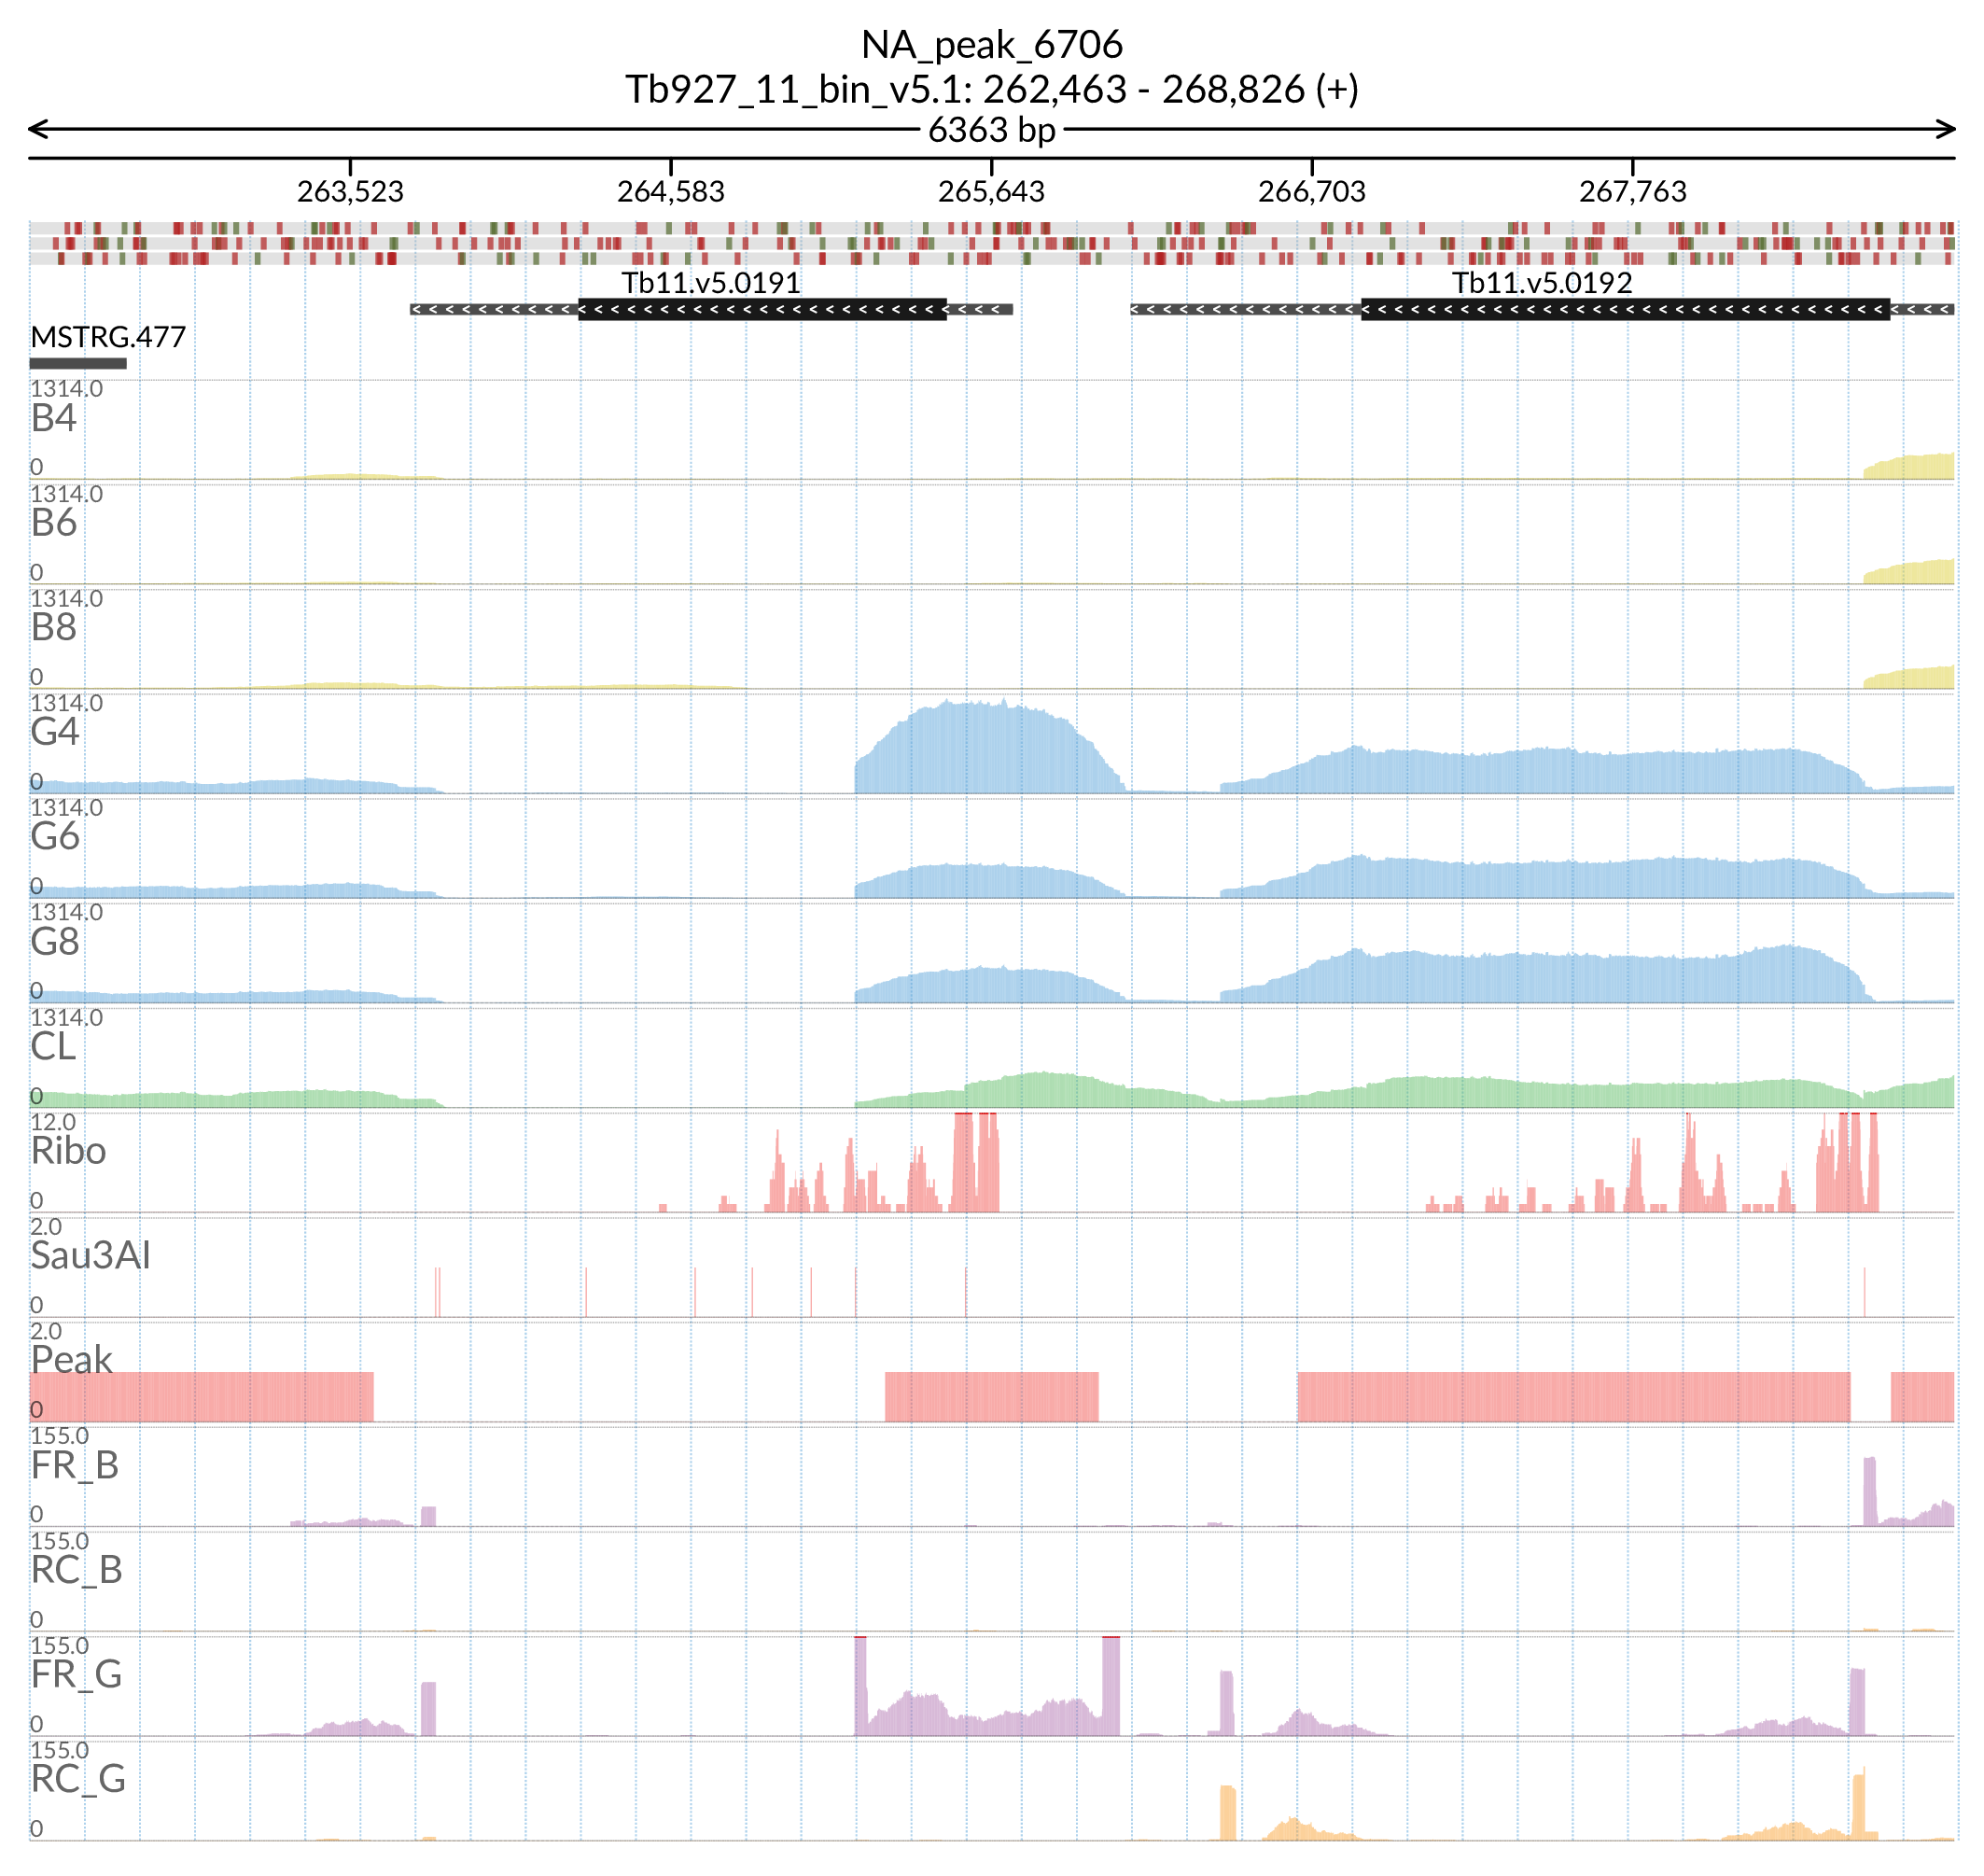 NA_peak_6706
Tb927_11_bin_v5.1: 262,463 - 268,826 (+)
6363 bp
263,523 264,583 265,643 266,703 267,763
Tb11.v5.0191 Tb11.v5.0192
MSTRG.477
1314.0
B4
0
1314.0
B6
0
1314.0
B8
0
1314.0
G4
0
1314.0
G6
0
1314.0
G8
0
1314.0
CL
0
12.0
Ribo
0
2.0
Sau3AI
0
2.0
Peak
0
155.0
FR_B
0
155.0
RC_B
0
155.0
FR_G
0
155.0
RC_G
0